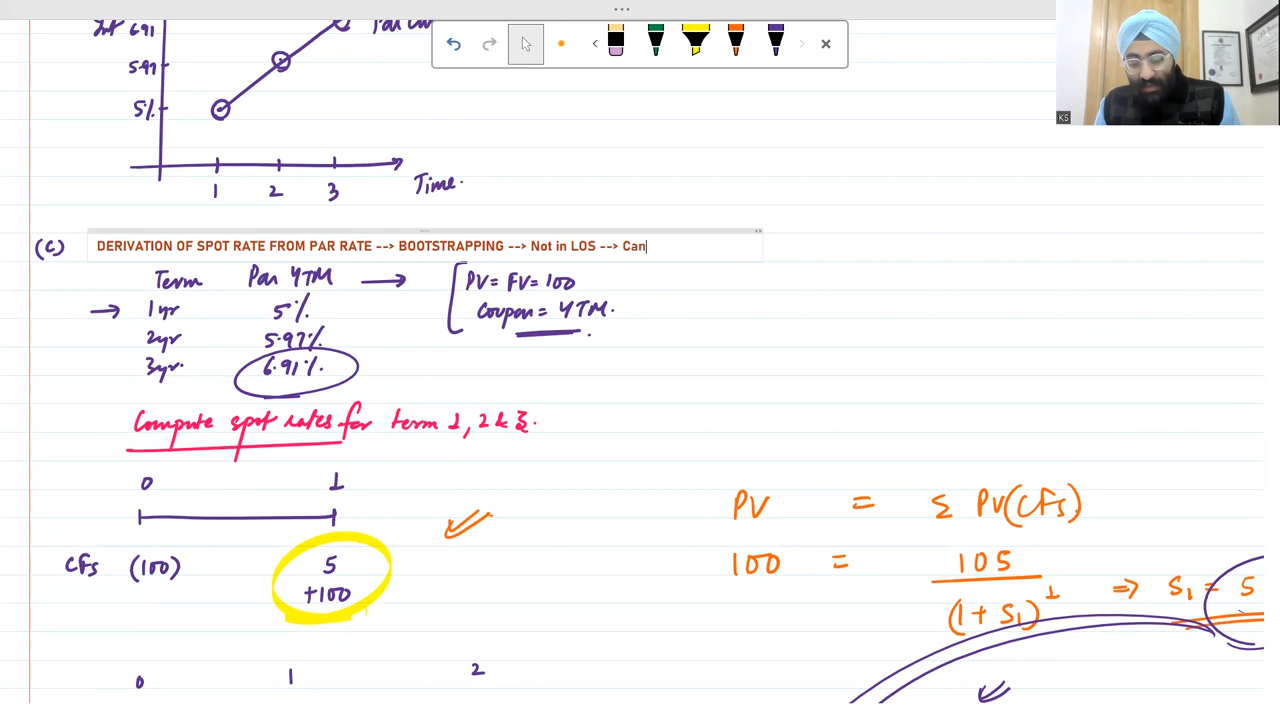 6.91
5.97
5%
1 2 3
Time.
KS
(C) DERIVATION OF SPOT RATE FROM PAR RATE --> BOOTSTRAPPING --> Not in LOS --> Can
Term Par YTM PV = FV = 100
1yr 5% Coupon = YTM.
2yr 5.97%
3yr 6.91%.
Compute spot rates for term 1, 2 & 3.
0 1
PV = Σ PV(CFs)
CFs (100) 5
+100
100 = 105
(1 + S₁)¹ ⇒ S₁ = 5
0 1 2